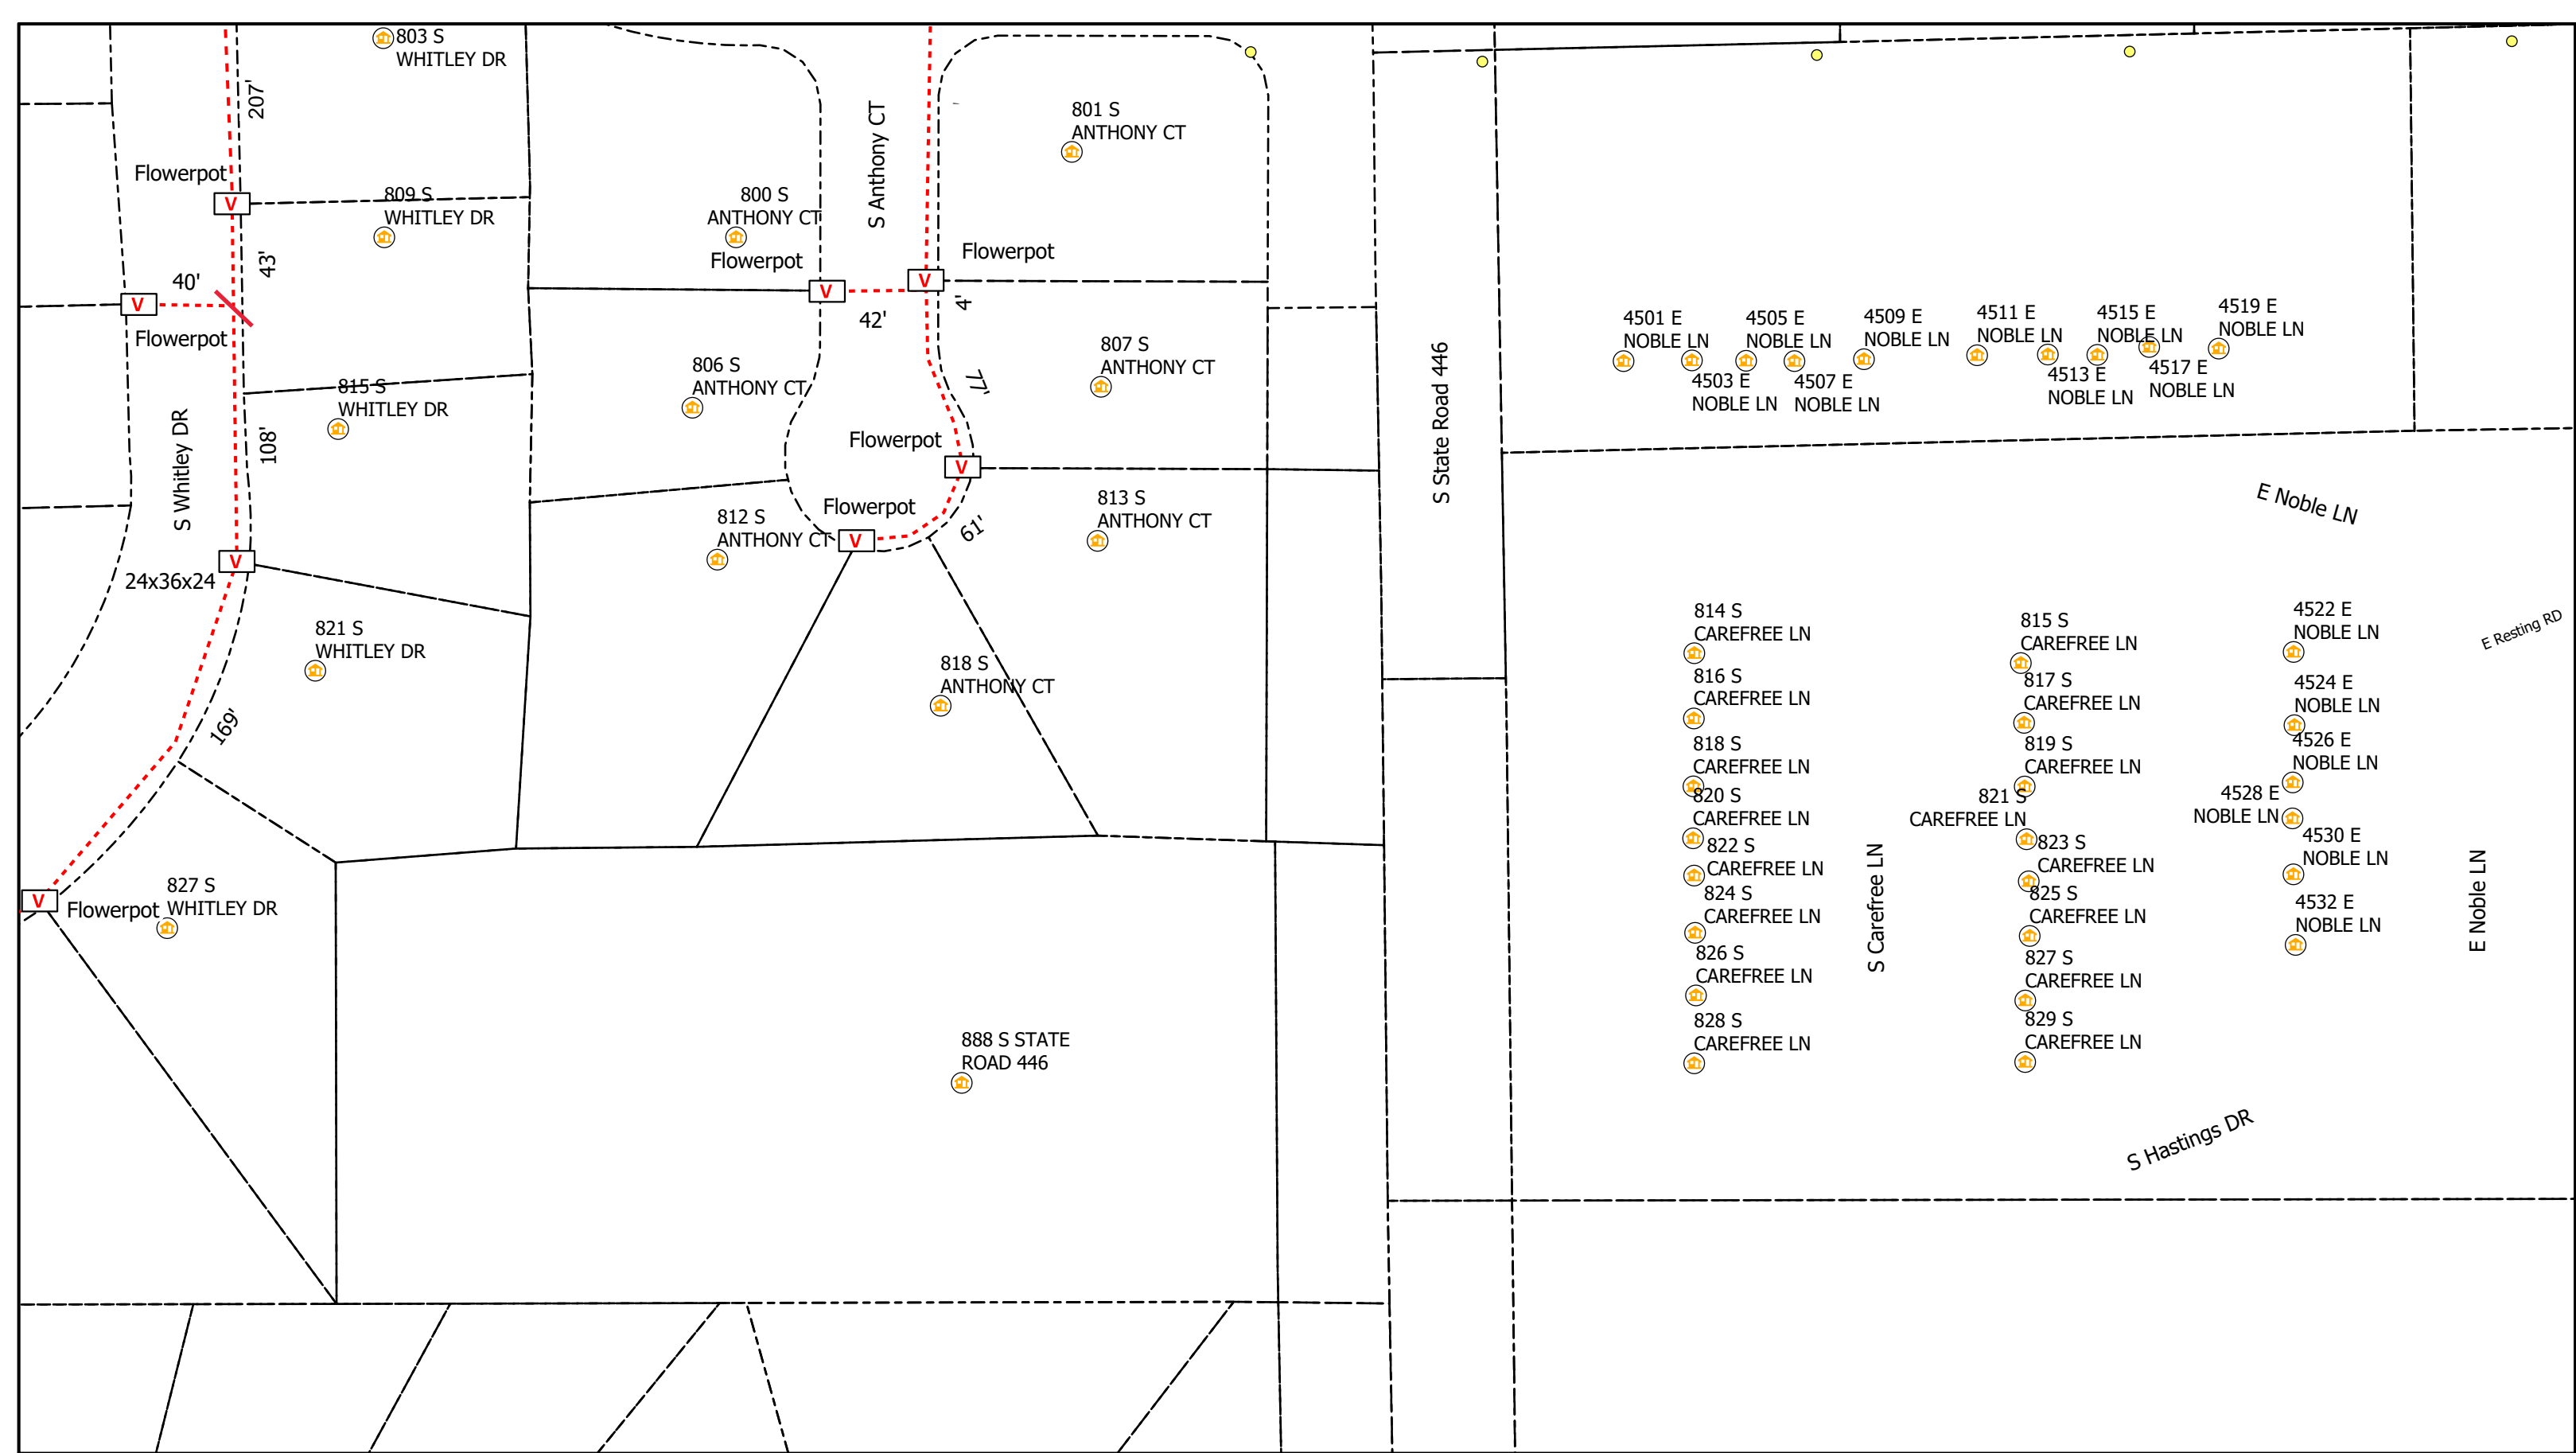 803 S
WHITLEY DR
207'
Flowerpot
V
809 S
WHITLEY DR
43'
40'
V
Flowerpot
815 S
WHITLEY DR
S Whitley DR
108'
V
24x36x24
821 S
WHITLEY DR
169'
V
Flowerpot
827 S
WHITLEY DR
S Anthony CT
801 S
ANTHONY CT
800 S
ANTHONY CT
Flowerpot
V
42'
V
Flowerpot
4'
806 S
ANTHONY CT
807 S
ANTHONY CT
77'
Flowerpot
V
Flowerpot
V
61'
812 S
ANTHONY CT
813 S
ANTHONY CT
818 S
ANTHONY CT
888 S STATE
ROAD 446
S State Road 446
4501 E
NOBLE LN
4503 E
NOBLE LN
4505 E
NOBLE LN
4507 E
NOBLE LN
4509 E
NOBLE LN
4511 E
NOBLE LN
4513 E
NOBLE LN
4515 E
NOBLE LN
4517 E
NOBLE LN
4519 E
NOBLE LN
E Noble LN
E Resting RD
814 S
CAREFREE LN
816 S
CAREFREE LN
818 S
CAREFREE LN
820 S
CAREFREE LN
822 S
CAREFREE LN
824 S
CAREFREE LN
826 S
CAREFREE LN
828 S
CAREFREE LN
S Carefree LN
815 S
CAREFREE LN
817 S
CAREFREE LN
819 S
CAREFREE LN
821 S
CAREFREE LN
823 S
CAREFREE LN
825 S
CAREFREE LN
827 S
CAREFREE LN
829 S
CAREFREE LN
4522 E
NOBLE LN
4524 E
NOBLE LN
4526 E
NOBLE LN
4528 E
NOBLE LN
4530 E
NOBLE LN
4532 E
NOBLE LN
E Noble LN
S Hastings DR